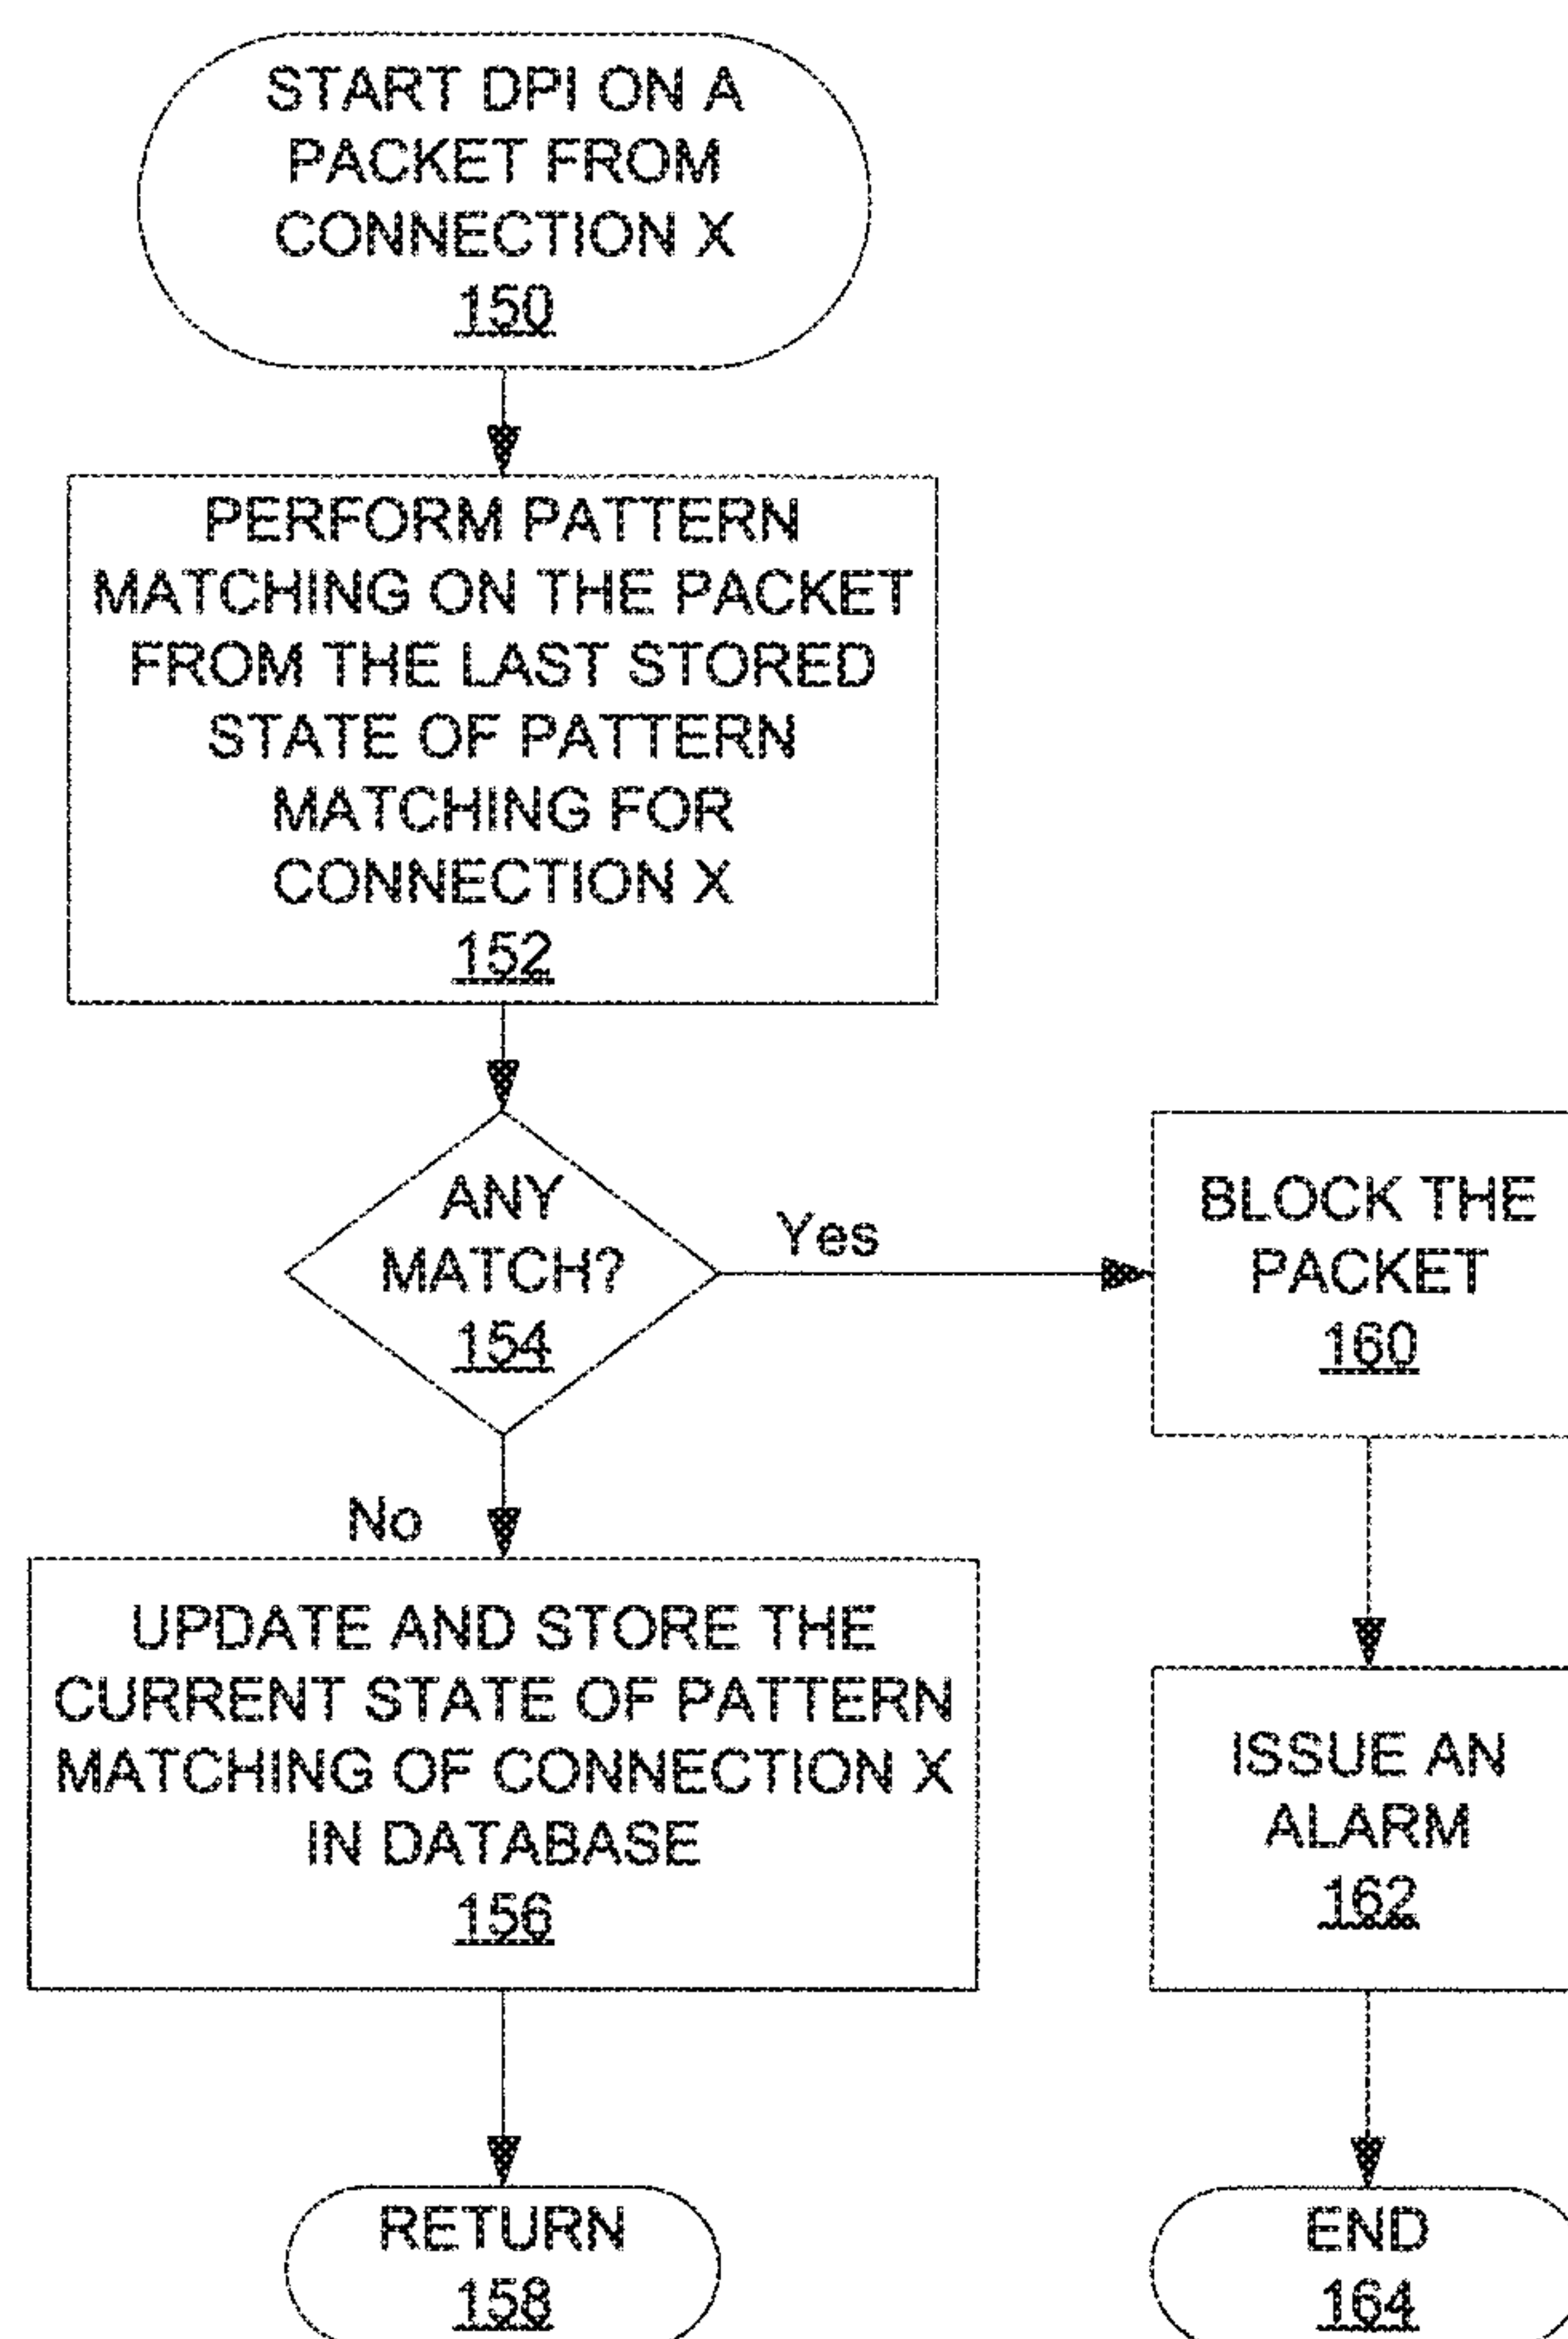 START DPI ON A
PACKET FROM
CONNECTION X
150
PERFORM PATTERN
MATCHING ON THE PACKET
FROM THE LAST STORED
STATE OF PATTERN
MATCHING FOR
CONNECTION X
152
ANY
MATCH?
154
Yes
BLOCK THE
PACKET
160
No
UPDATE AND STORE THE
CURRENT STATE OF PATTERN
MATCHING OF CONNECTION X
IN DATABASE
156
ISSUE AN
ALARM
162
RETURN
158
END
164